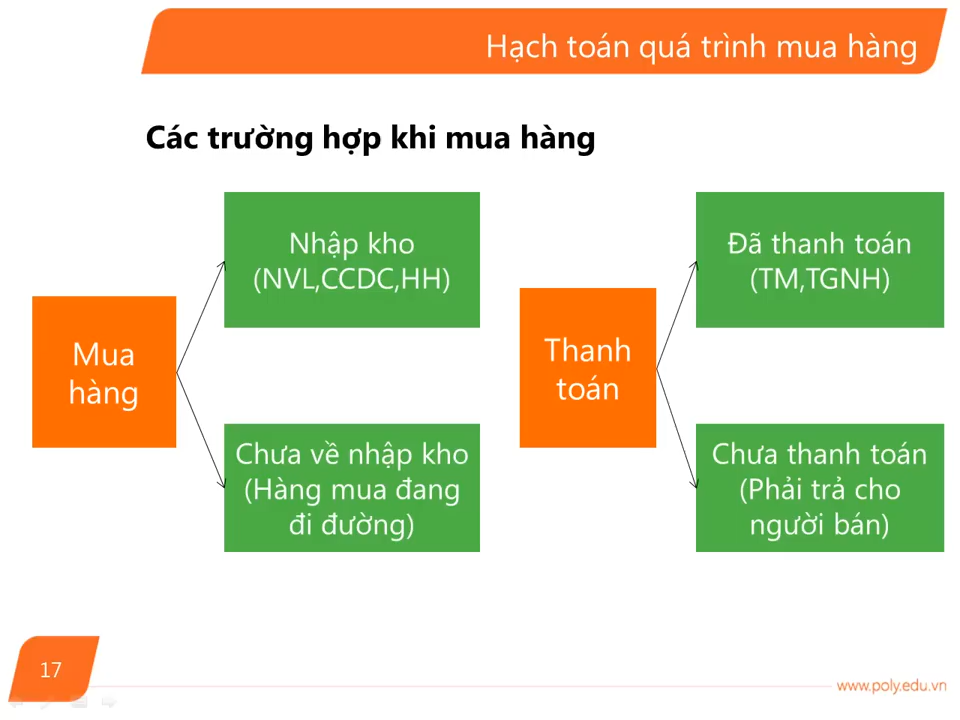 Hạch toán quá trình mua hàng
Các trường hợp khi mua hàng
Mua
hàng
Nhập kho
(NVL,CCDC,HH)
Chưa về nhập kho
(Hàng mua đang
đi đường)
Thanh
toán
Đã thanh toán
(TM,TGNH)
Chưa thanh toán
(Phải trả cho
người bán)
17
www.poly.edu.vn